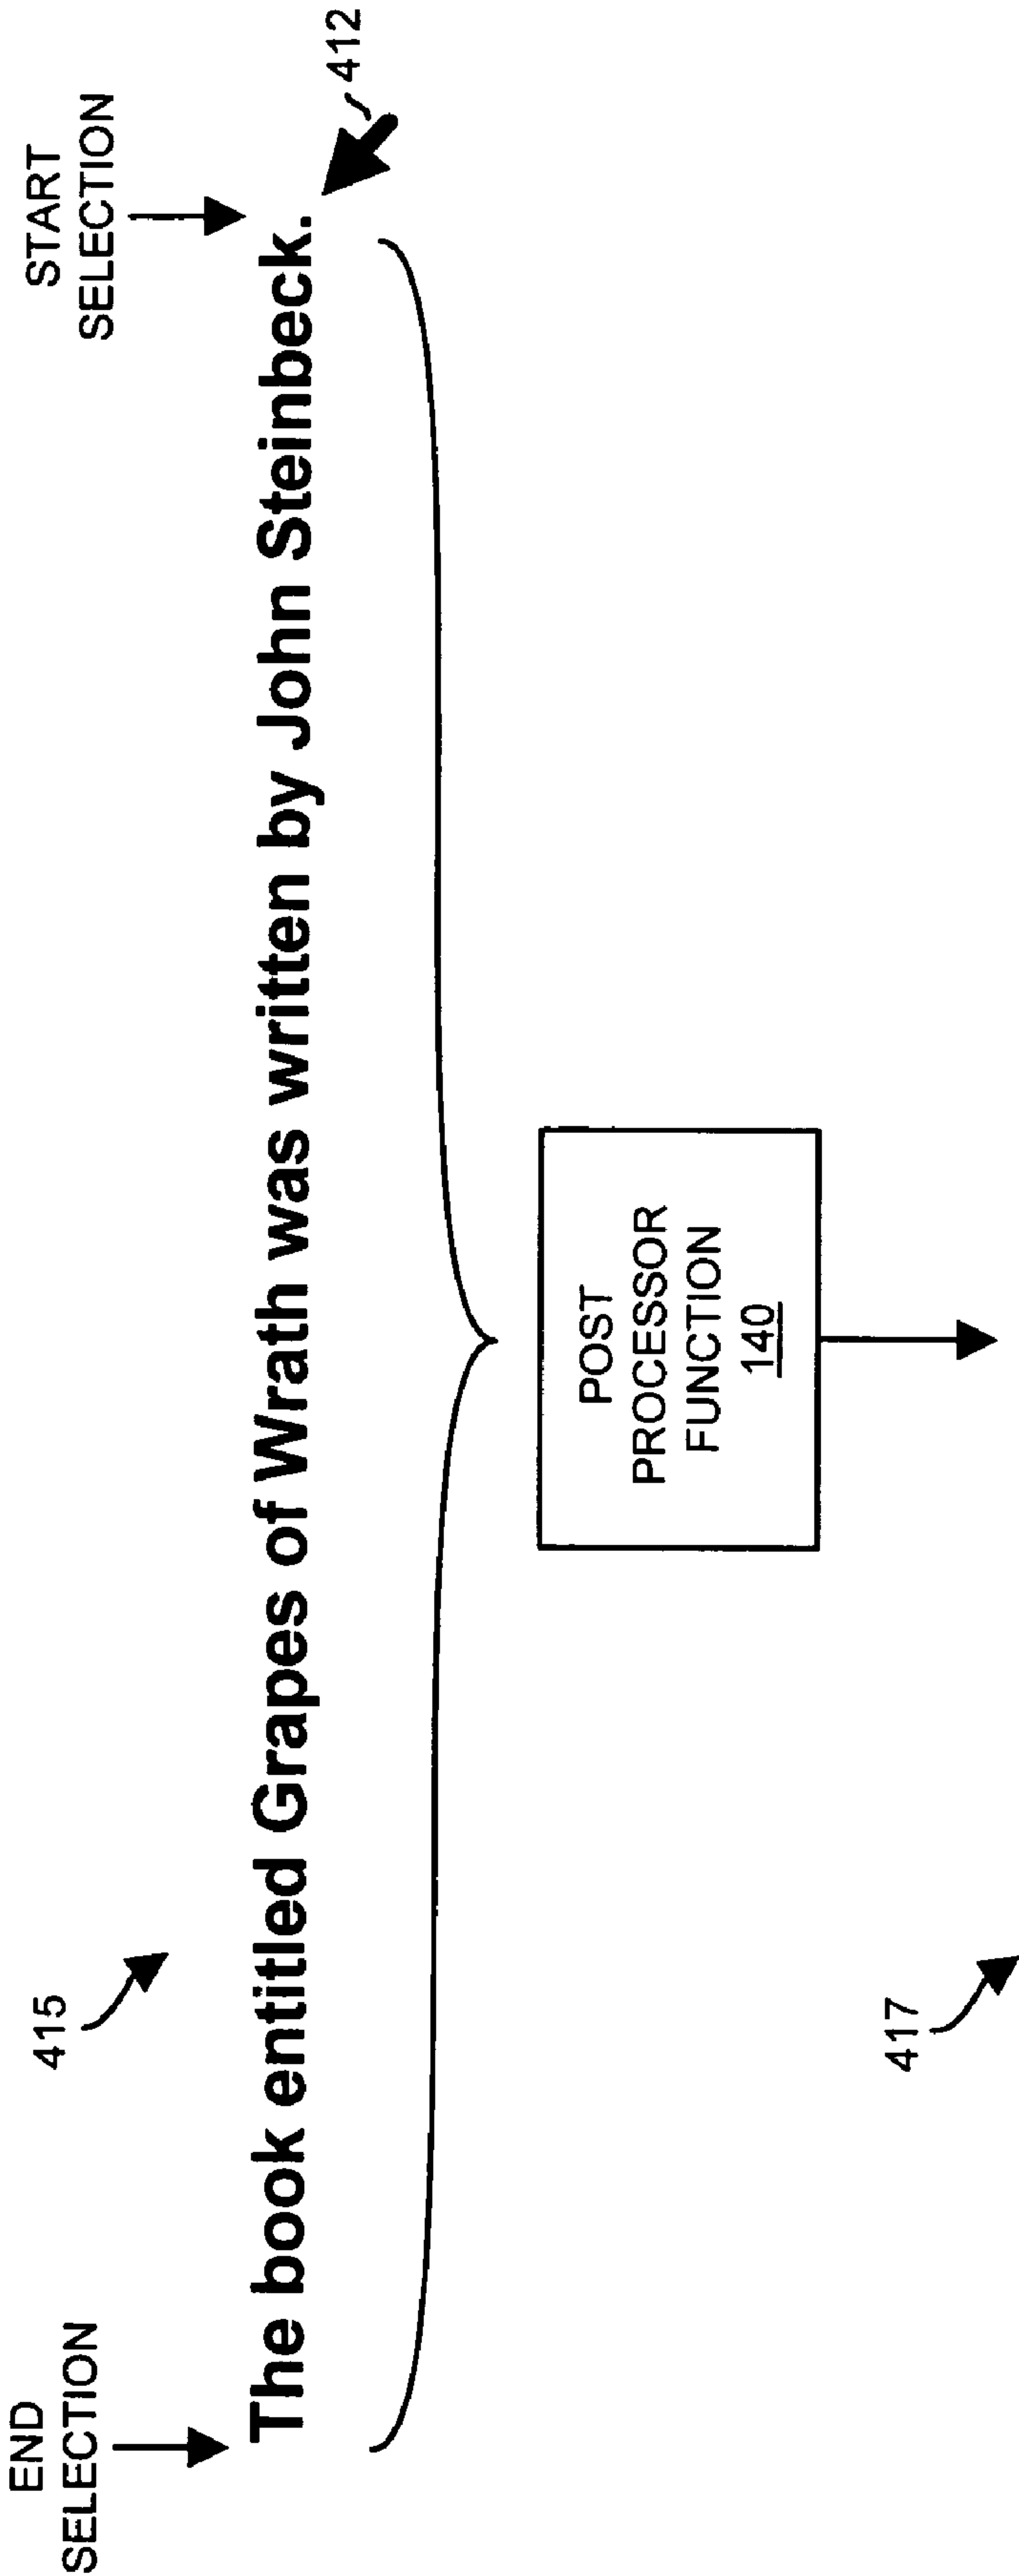 END
SELECTION
415
START
SELECTION
The book entitled Grapes of Wrath was written by John Steinbeck.
412
POST
PROCESSOR
FUNCTION
140
417